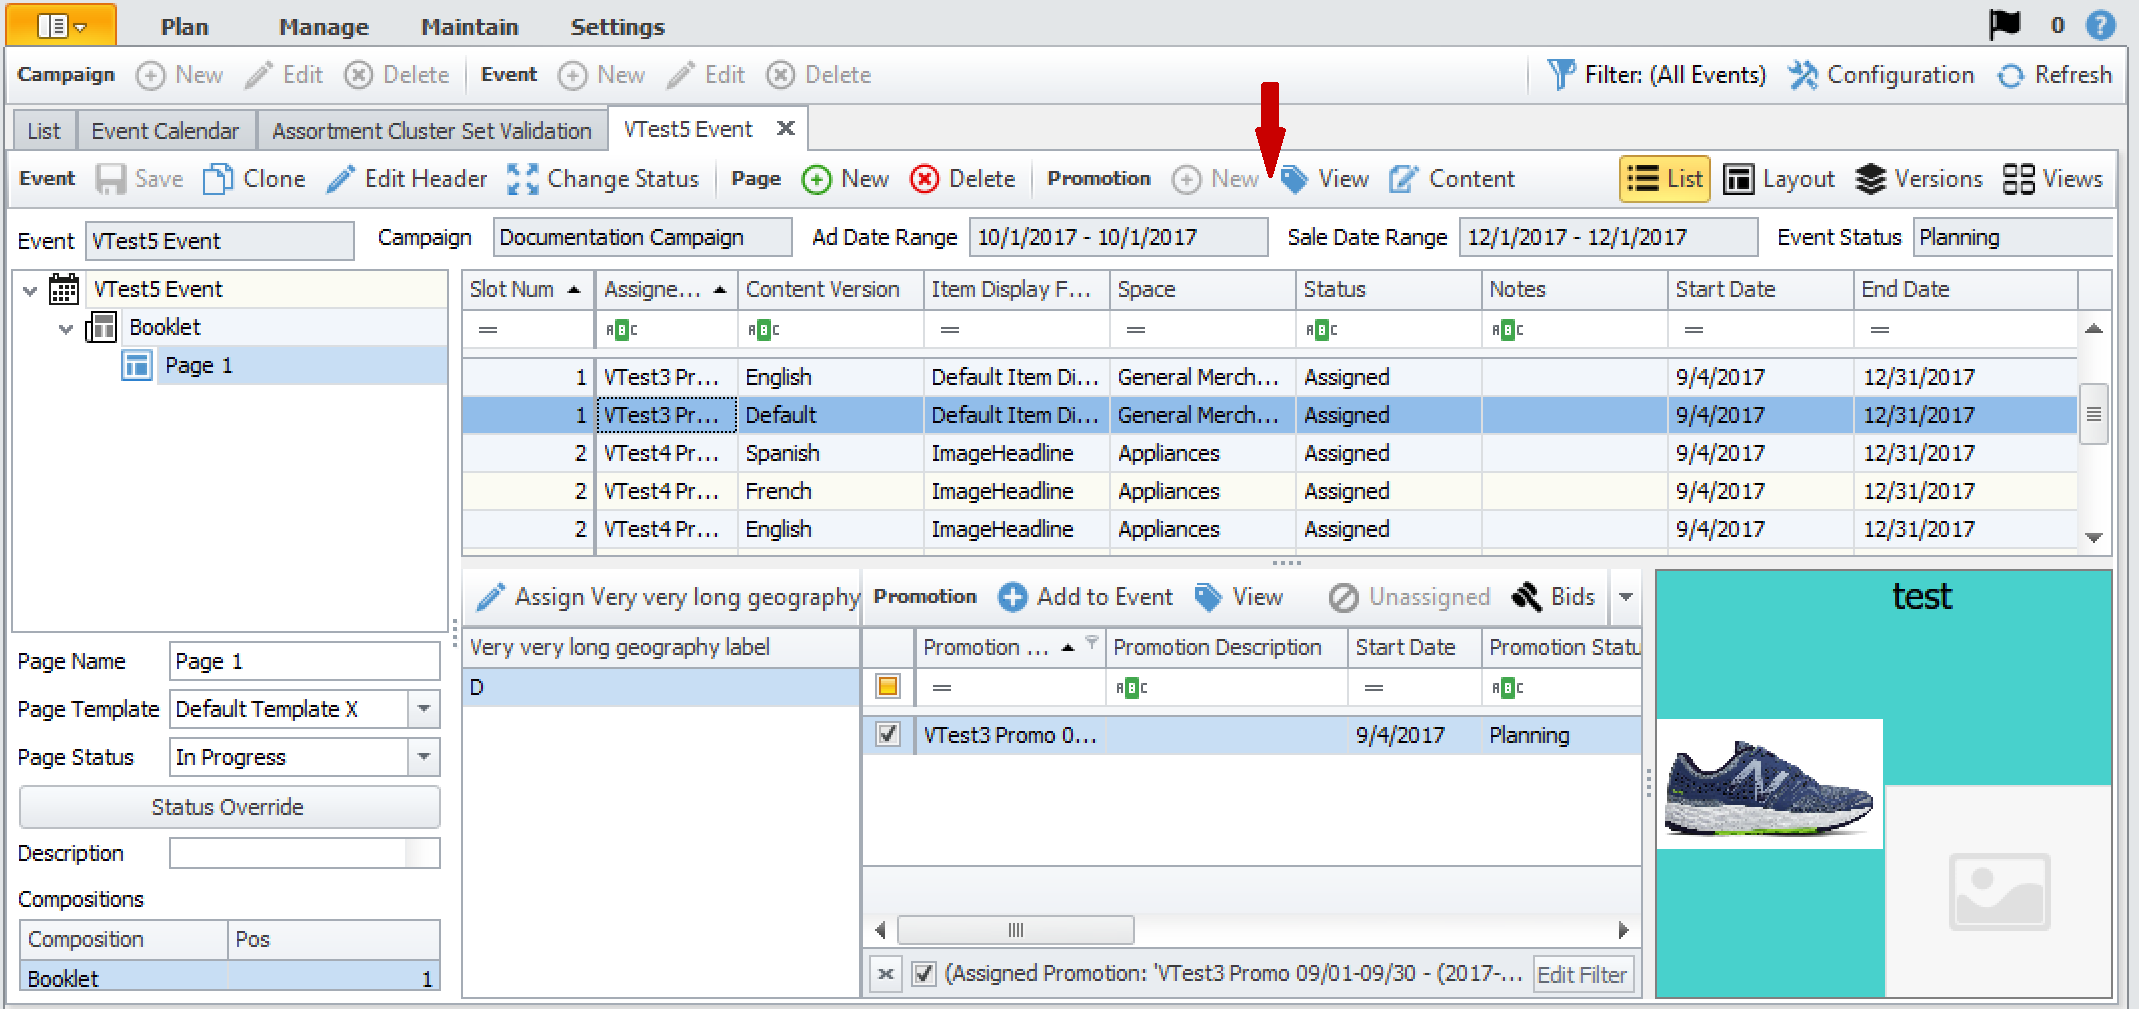 Plan Manage Maintain Settings 0 ?
Campaign New Edit Delete Event New Edit Delete Filter: (All Events) Configuration Refresh
List Event Calendar Assortment Cluster Set Validation VTest5 Event
Event Save Clone Edit Header Change Status Page New Delete Promotion New View Content List Layout Versions Views
Event VTest5 Event Campaign Documentation Campaign Ad Date Range 10/1/2017 - 10/1/2017 Sale Date Range 12/1/2017 - 12/1/2017 Event Status Planning
VTest5 Event
Booklet
Page 1
Slot Num Assigne... Content Version Item Display F... Space Status Notes Start Date End Date
= ABC ABC = = ABC ABC = =
1 VTest3 Pr... English Default Item Di... General Merch... Assigned 9/4/2017 12/31/2017
1 VTest3 Pr... Default Default Item Di... General Merch... Assigned 9/4/2017 12/31/2017
2 VTest4 Pr... Spanish ImageHeadline Appliances Assigned 9/4/2017 12/31/2017
2 VTest4 Pr... French ImageHeadline Appliances Assigned 9/4/2017 12/31/2017
2 VTest4 Pr... English ImageHeadline Appliances Assigned 9/4/2017 12/31/2017
Page Name Page 1
Page Template Default Template X
Page Status In Progress
Status Override
Description
Compositions
Composition Pos
Booklet 1
Assign Very very long geography
Very very long geography label
D
Promotion Add to Event View Unassigned Bids
Promotion ... Promotion Description Start Date Promotion Statu
= ABC = ABC
VTest3 Promo 0... 9/4/2017 Planning
(Assigned Promotion: 'VTest3 Promo 09/01-09/30 - (2017-... Edit Filter
test
N